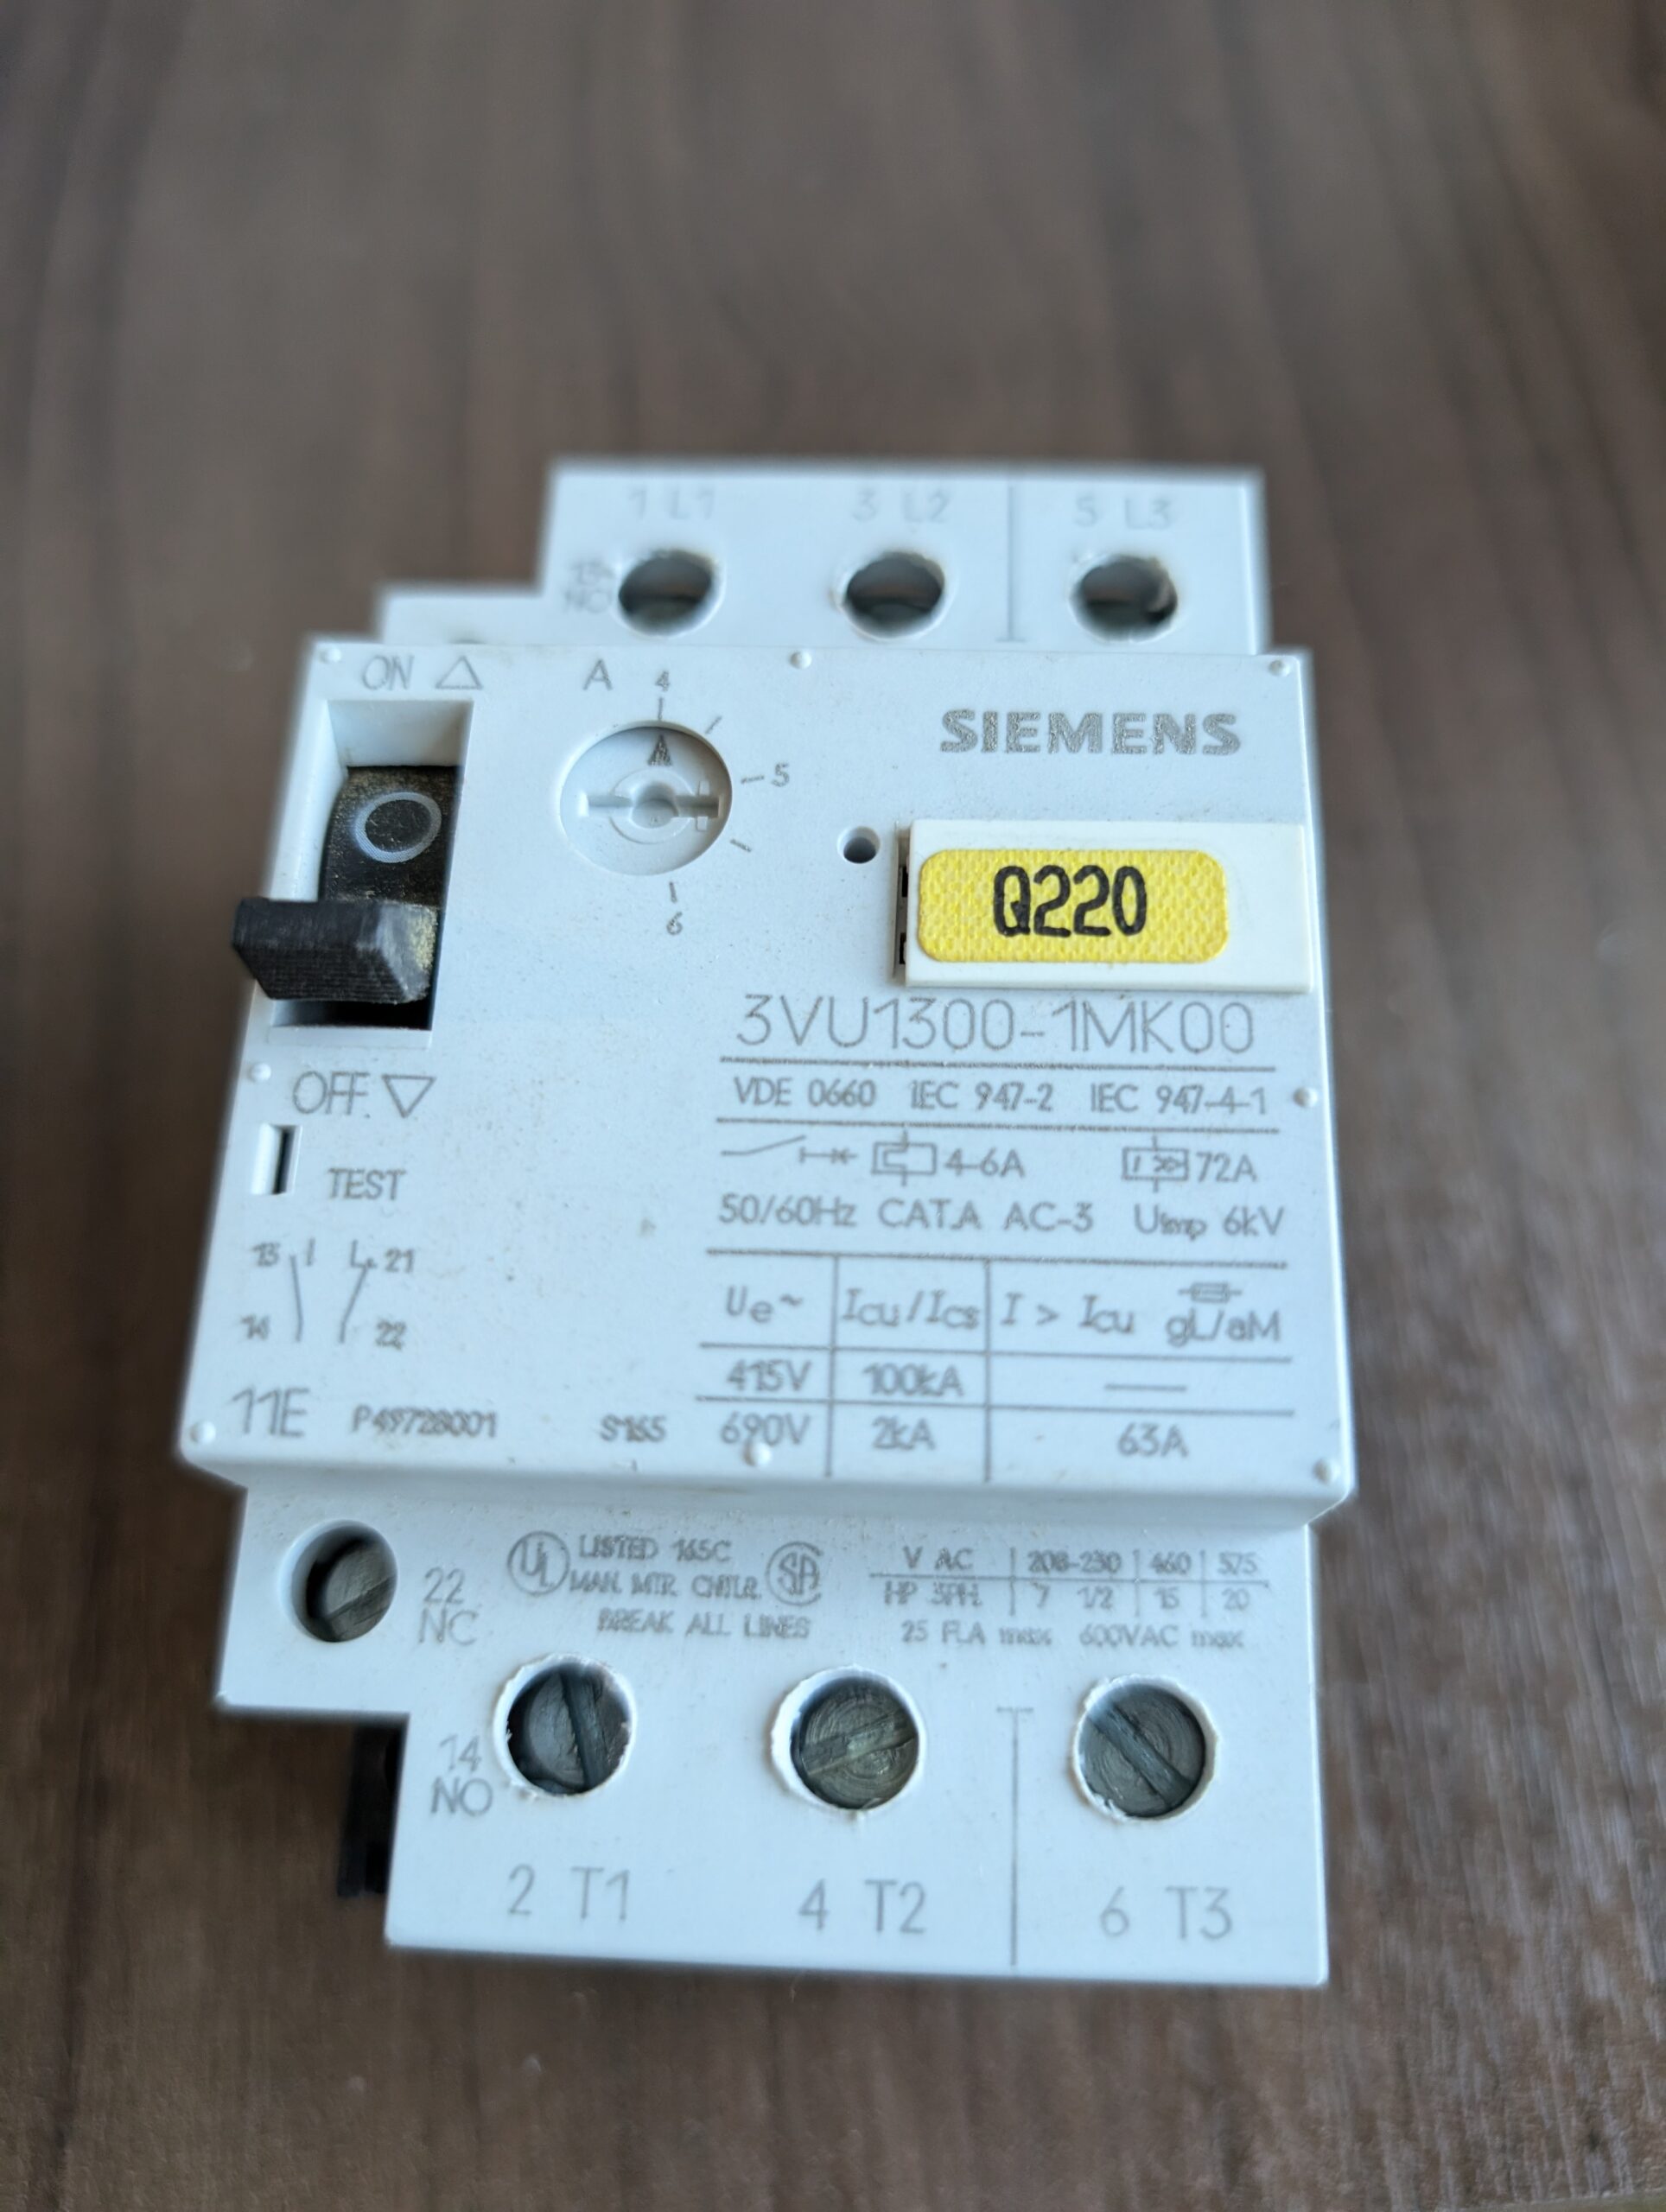 1 L1 3 L2 5 L3
13
NO
ON A 4
5
6
SIEMENS
Q220
3VU1300-1MK00
VDE 0660 IEC 947-2 IEC 947-4-1
4-6A I >> 72A
50/60Hz CAT.A AC-3 Uimp 6kV
OFF
TEST
13 21
14 22
11E P49728001 S165
Ue~ Icu/Ics I > Icu gL/aM
415V 100kA
690V 2kA 63A
22
NC
UL LISTED 165C SA
MAN. MTR. CNTLR.
BREAK ALL LINES
V AC 208-230 460 575
HP 3PH. 7 1/2 15 20
25 FLA max 600VAC max
14
NO
2 T1 4 T2 6 T3